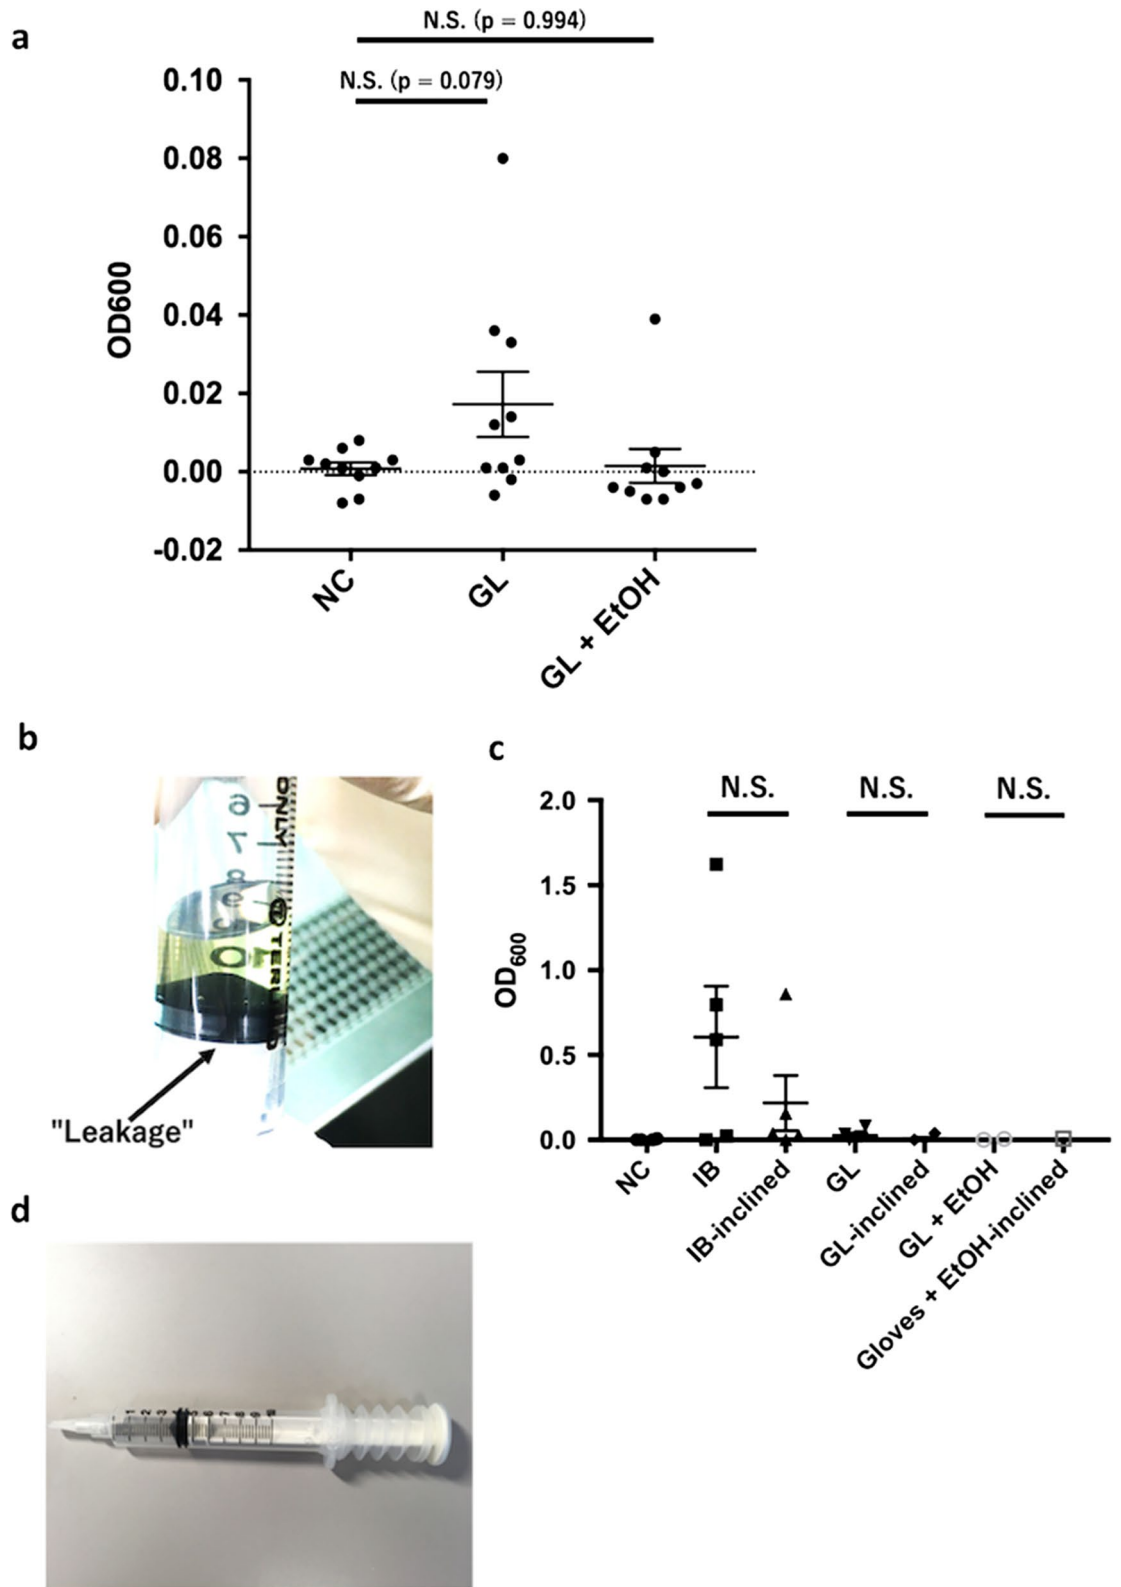 a
N.S. (p = 0.994)
N.S. (p = 0.079)
0.10
0.08
0.06
0.04
0.02
0.00
-0.02
OD600
NC
GL
GL + EtOH
b
ONLY
"Leakage"
c
N.S.
N.S.
N.S.
2.0
1.5
1.0
0.5
0.0
OD600
NC
IB
IB-inclined
GL
GL-inclined
GL + EtOH
Gloves + EtOH-inclined
d